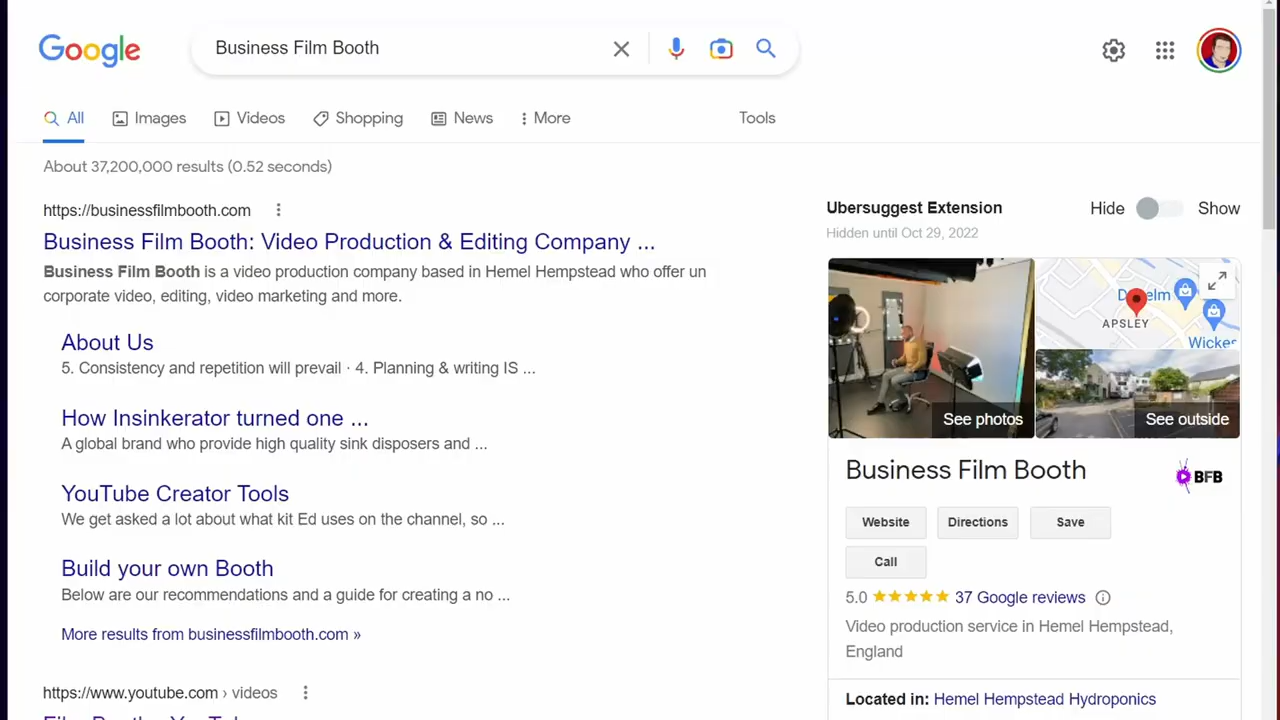 Google
Business Film Booth
All
Images
Videos
Shopping
News
More
Tools
About 37,200,000 results (0.52 seconds)
https://businessfilmbooth.com
Business Film Booth: Video Production & Editing Company ...
Business Film Booth is a video production company based in Hemel Hempstead who offer un
corporate video, editing, video marketing and more.
About Us
5. Consistency and repetition will prevail · 4. Planning & writing IS ...
How Insinkerator turned one ...
A global brand who provide high quality sink disposers and ...
YouTube Creator Tools
We get asked a lot about what kit Ed uses on the channel, so ...
Build your own Booth
Below are our recommendations and a guide for creating a no ...
More results from businessfilmbooth.com »
https://www.youtube.com › videos
Ubersuggest Extension
Hide
Show
Hidden until Oct 29, 2022
APSLEY
Wickes
See photos
See outside
Business Film Booth
BFB
Website
Directions
Save
Call
5.0
37 Google reviews
Video production service in Hemel Hempstead,
England
Located in: Hemel Hempstead Hydroponics